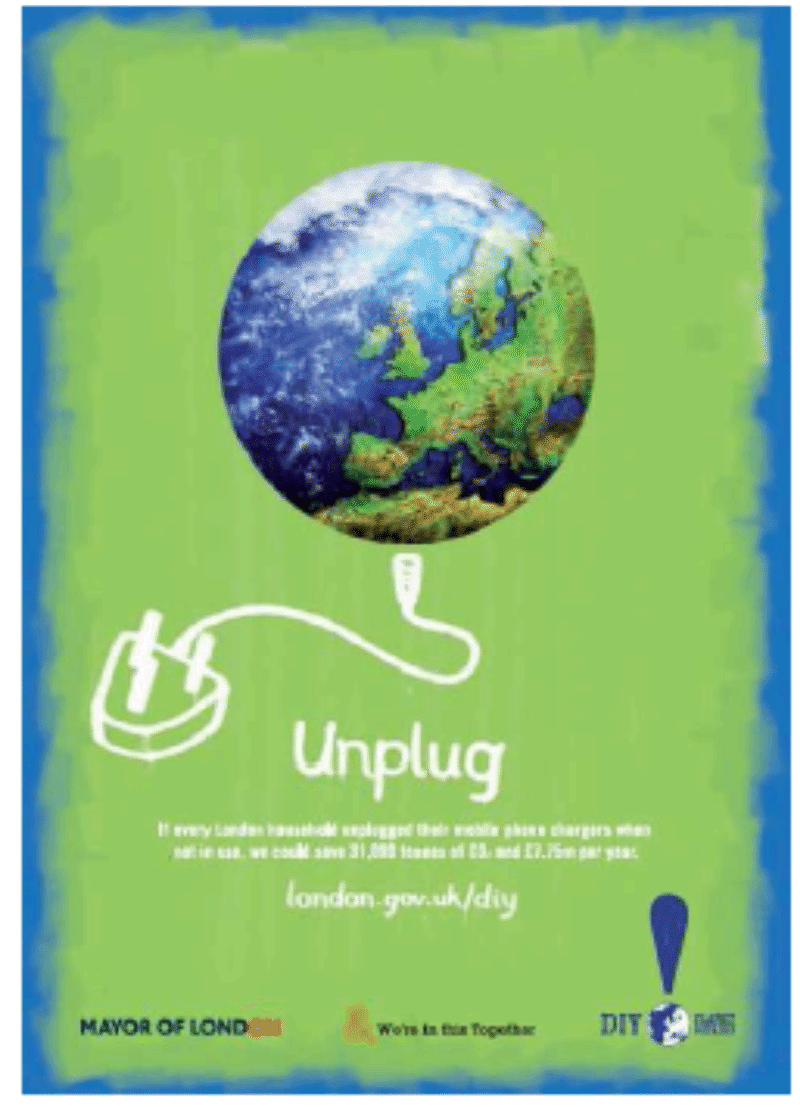 Unplug
If every London household unplugged their mobile phone chargers when
not in use, we could save 31,000 tonnes of CO₂ and £7.75m per year.
london.gov.uk/diy
MAYOR OF LONDON
We're in this Together
DIY